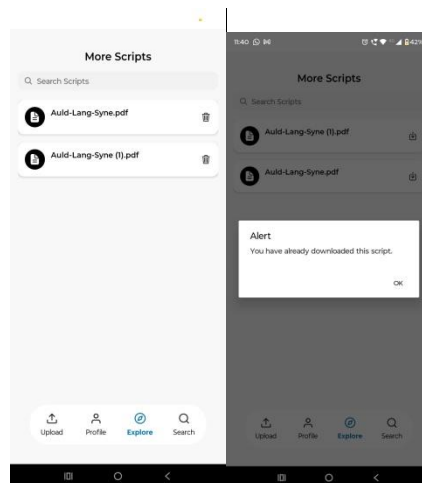 More Scripts
Search Scripts
Auld-Lang-Syne.pdf
Auld-Lang-Syne (1).pdf
Upload Profile Explore Search
11:40 42%
More Scripts
Search Scripts
Auld-Lang-Syne (1).pdf
Auld-Lang-Syne.pdf
Alert
You have already downloaded this script.
OK
Upload Profile Explore Search